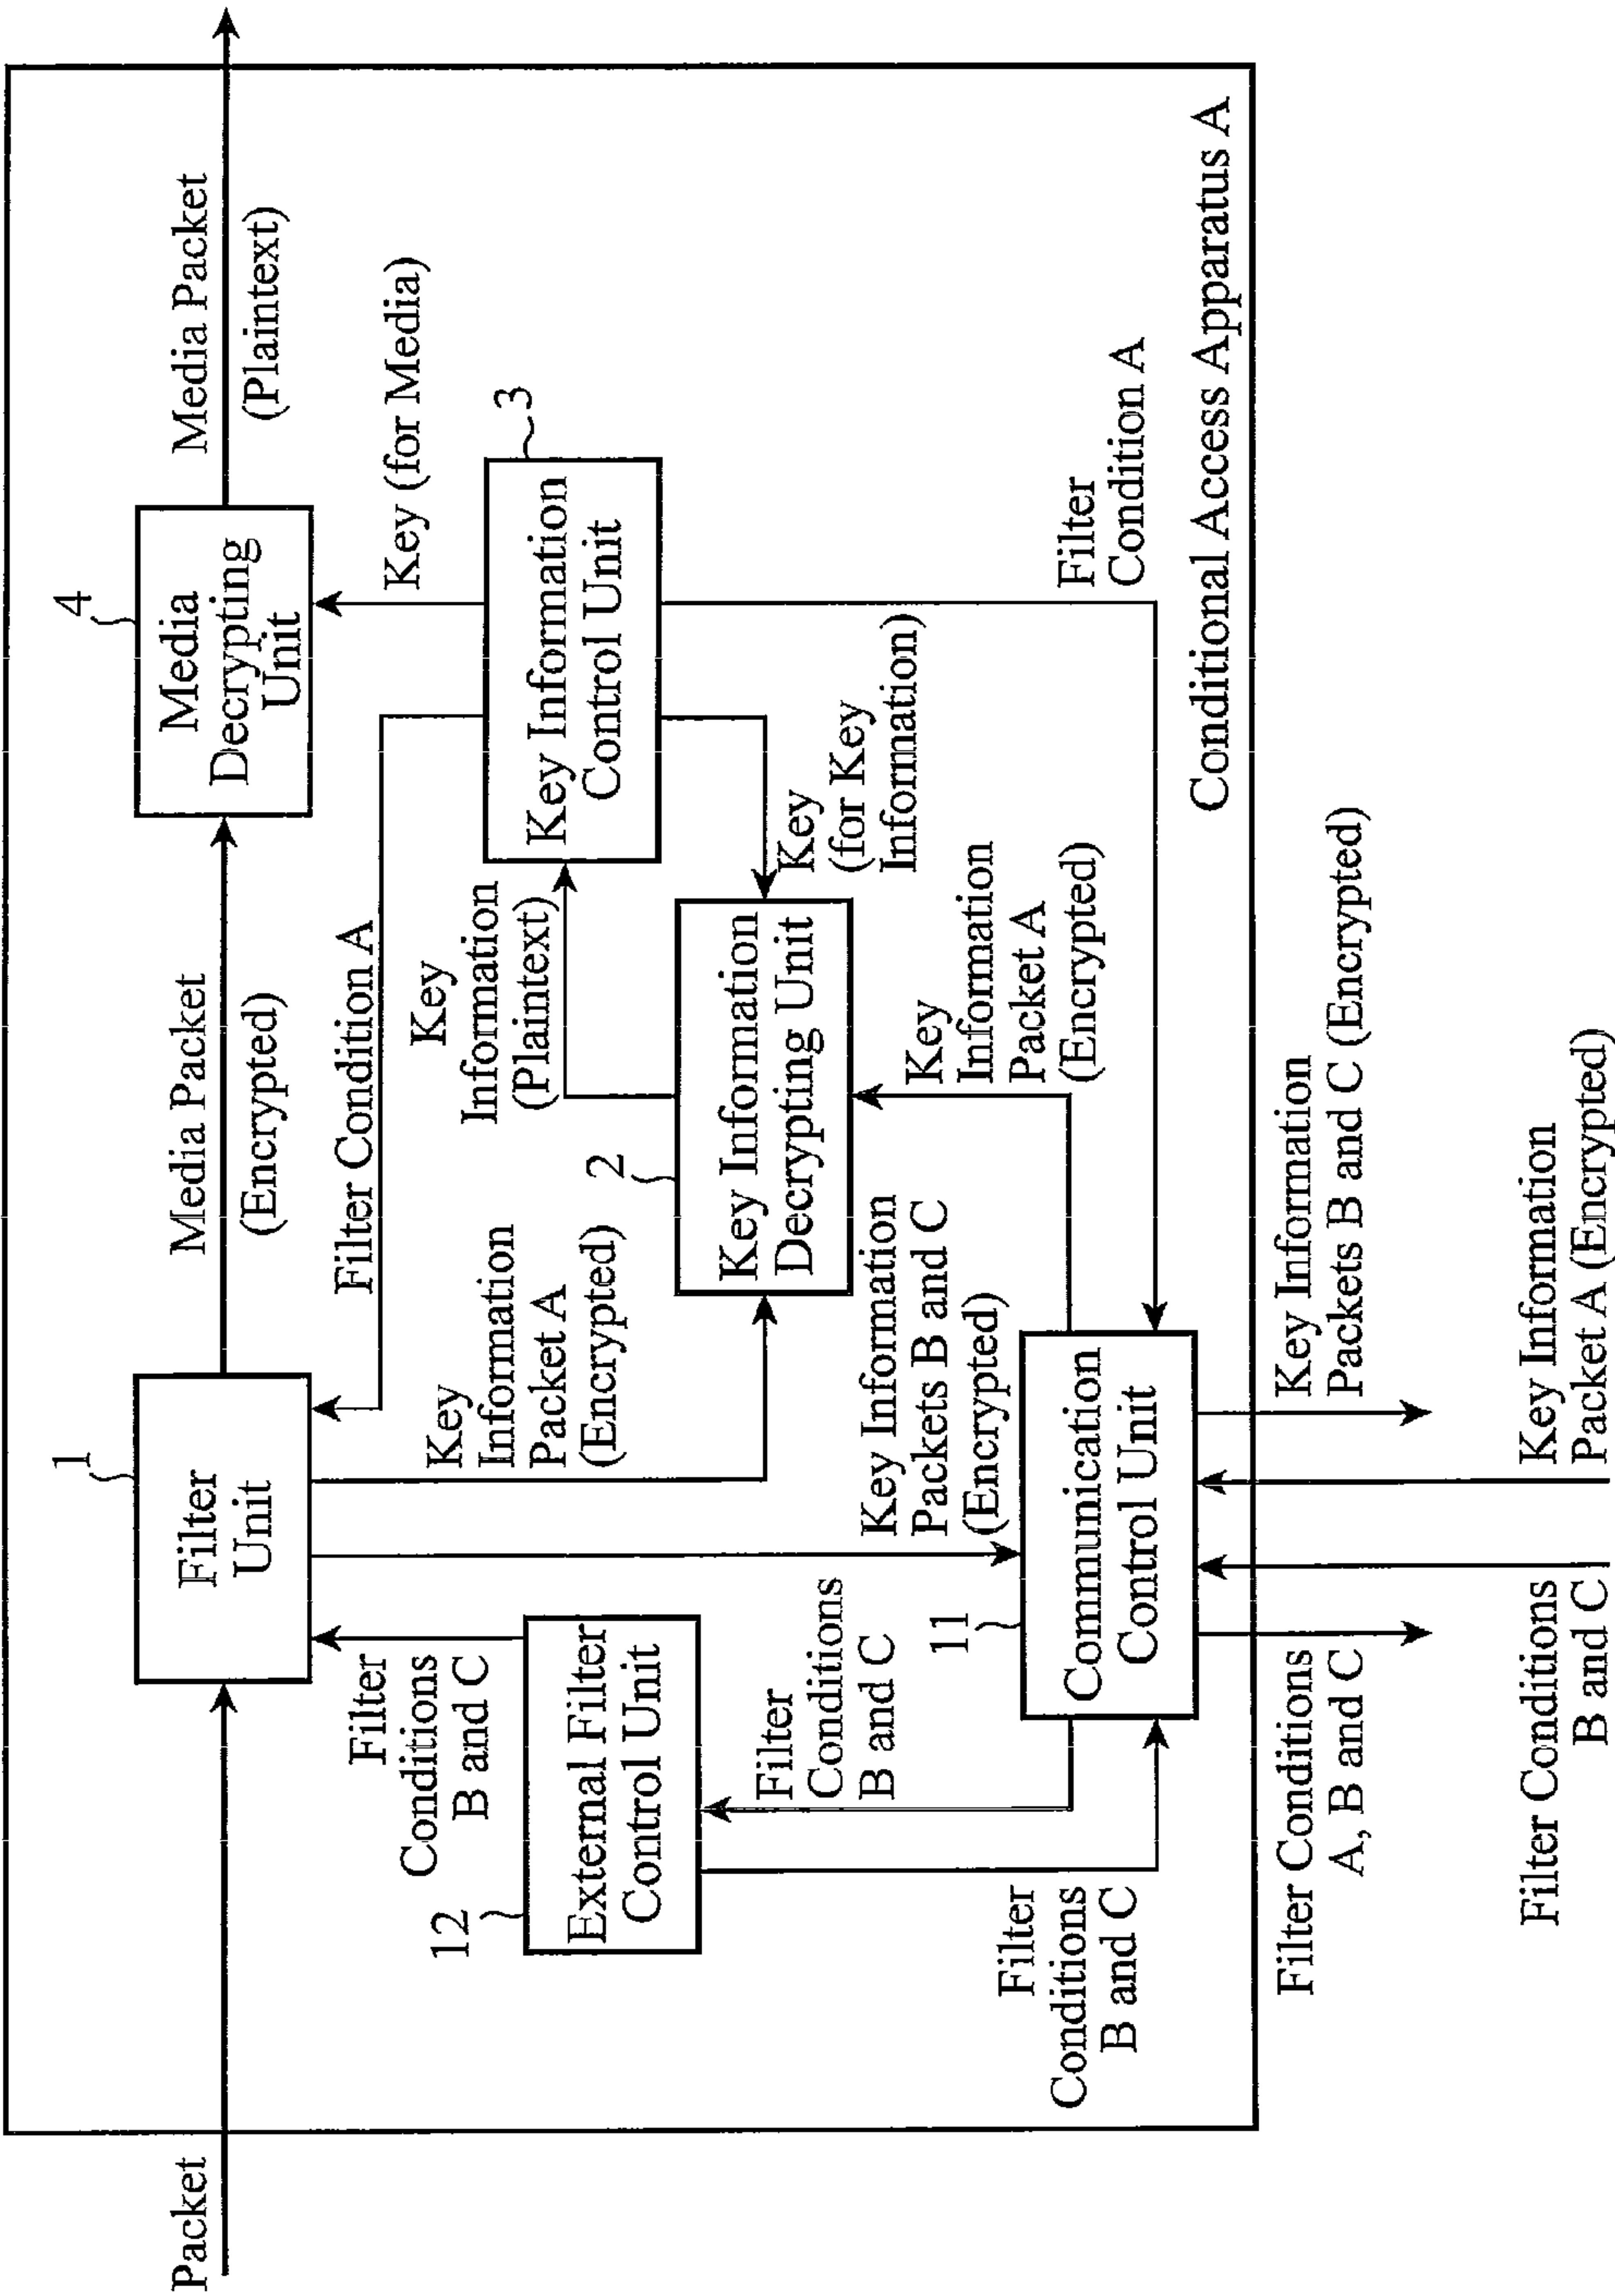 Packet
1
Filter
Unit
Media Packet
(Encrypted)
4
Media
Decrypting
Unit
Media Packet
(Plaintext)
Filter Condition A
Key (for Media)
Filter
Conditions
B and C
Key
Information
Packet A
(Encrypted)
Key
Information
(Plaintext)
3
Key Information
Control Unit
12
External Filter
Control Unit
2
Key Information
Decrypting Unit
Key
(for Key
Information)
Filter
Conditions
B and C
Key Information
Packets B and C
(Encrypted)
Key
Information
Packet A
(Encrypted)
Filter
Condition A
11
Communication
Control Unit
Filter
Conditions
B and C
Conditional Access Apparatus A
Filter Conditions
A, B and C
Key Information
Packets B and C (Encrypted)
Filter Conditions
B and C
Key Information
Packet A (Encrypted)